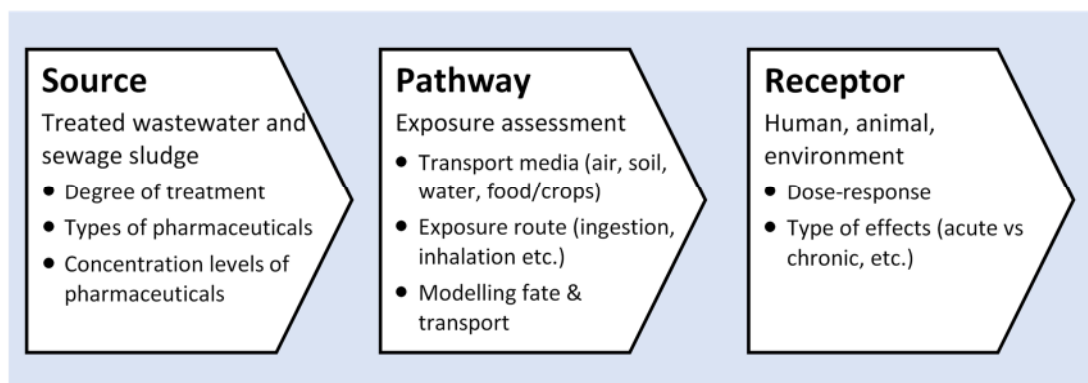 Source
Treated wastewater and
sewage sludge
• Degree of treatment
• Types of pharmaceuticals
• Concentration levels of
pharmaceuticals
Pathway
Exposure assessment
• Transport media (air, soil,
water, food/crops)
• Exposure route (ingestion,
inhalation etc.)
• Modelling fate &
transport
Receptor
Human, animal,
environment
• Dose-response
• Type of effects (acute vs
chronic, etc.)